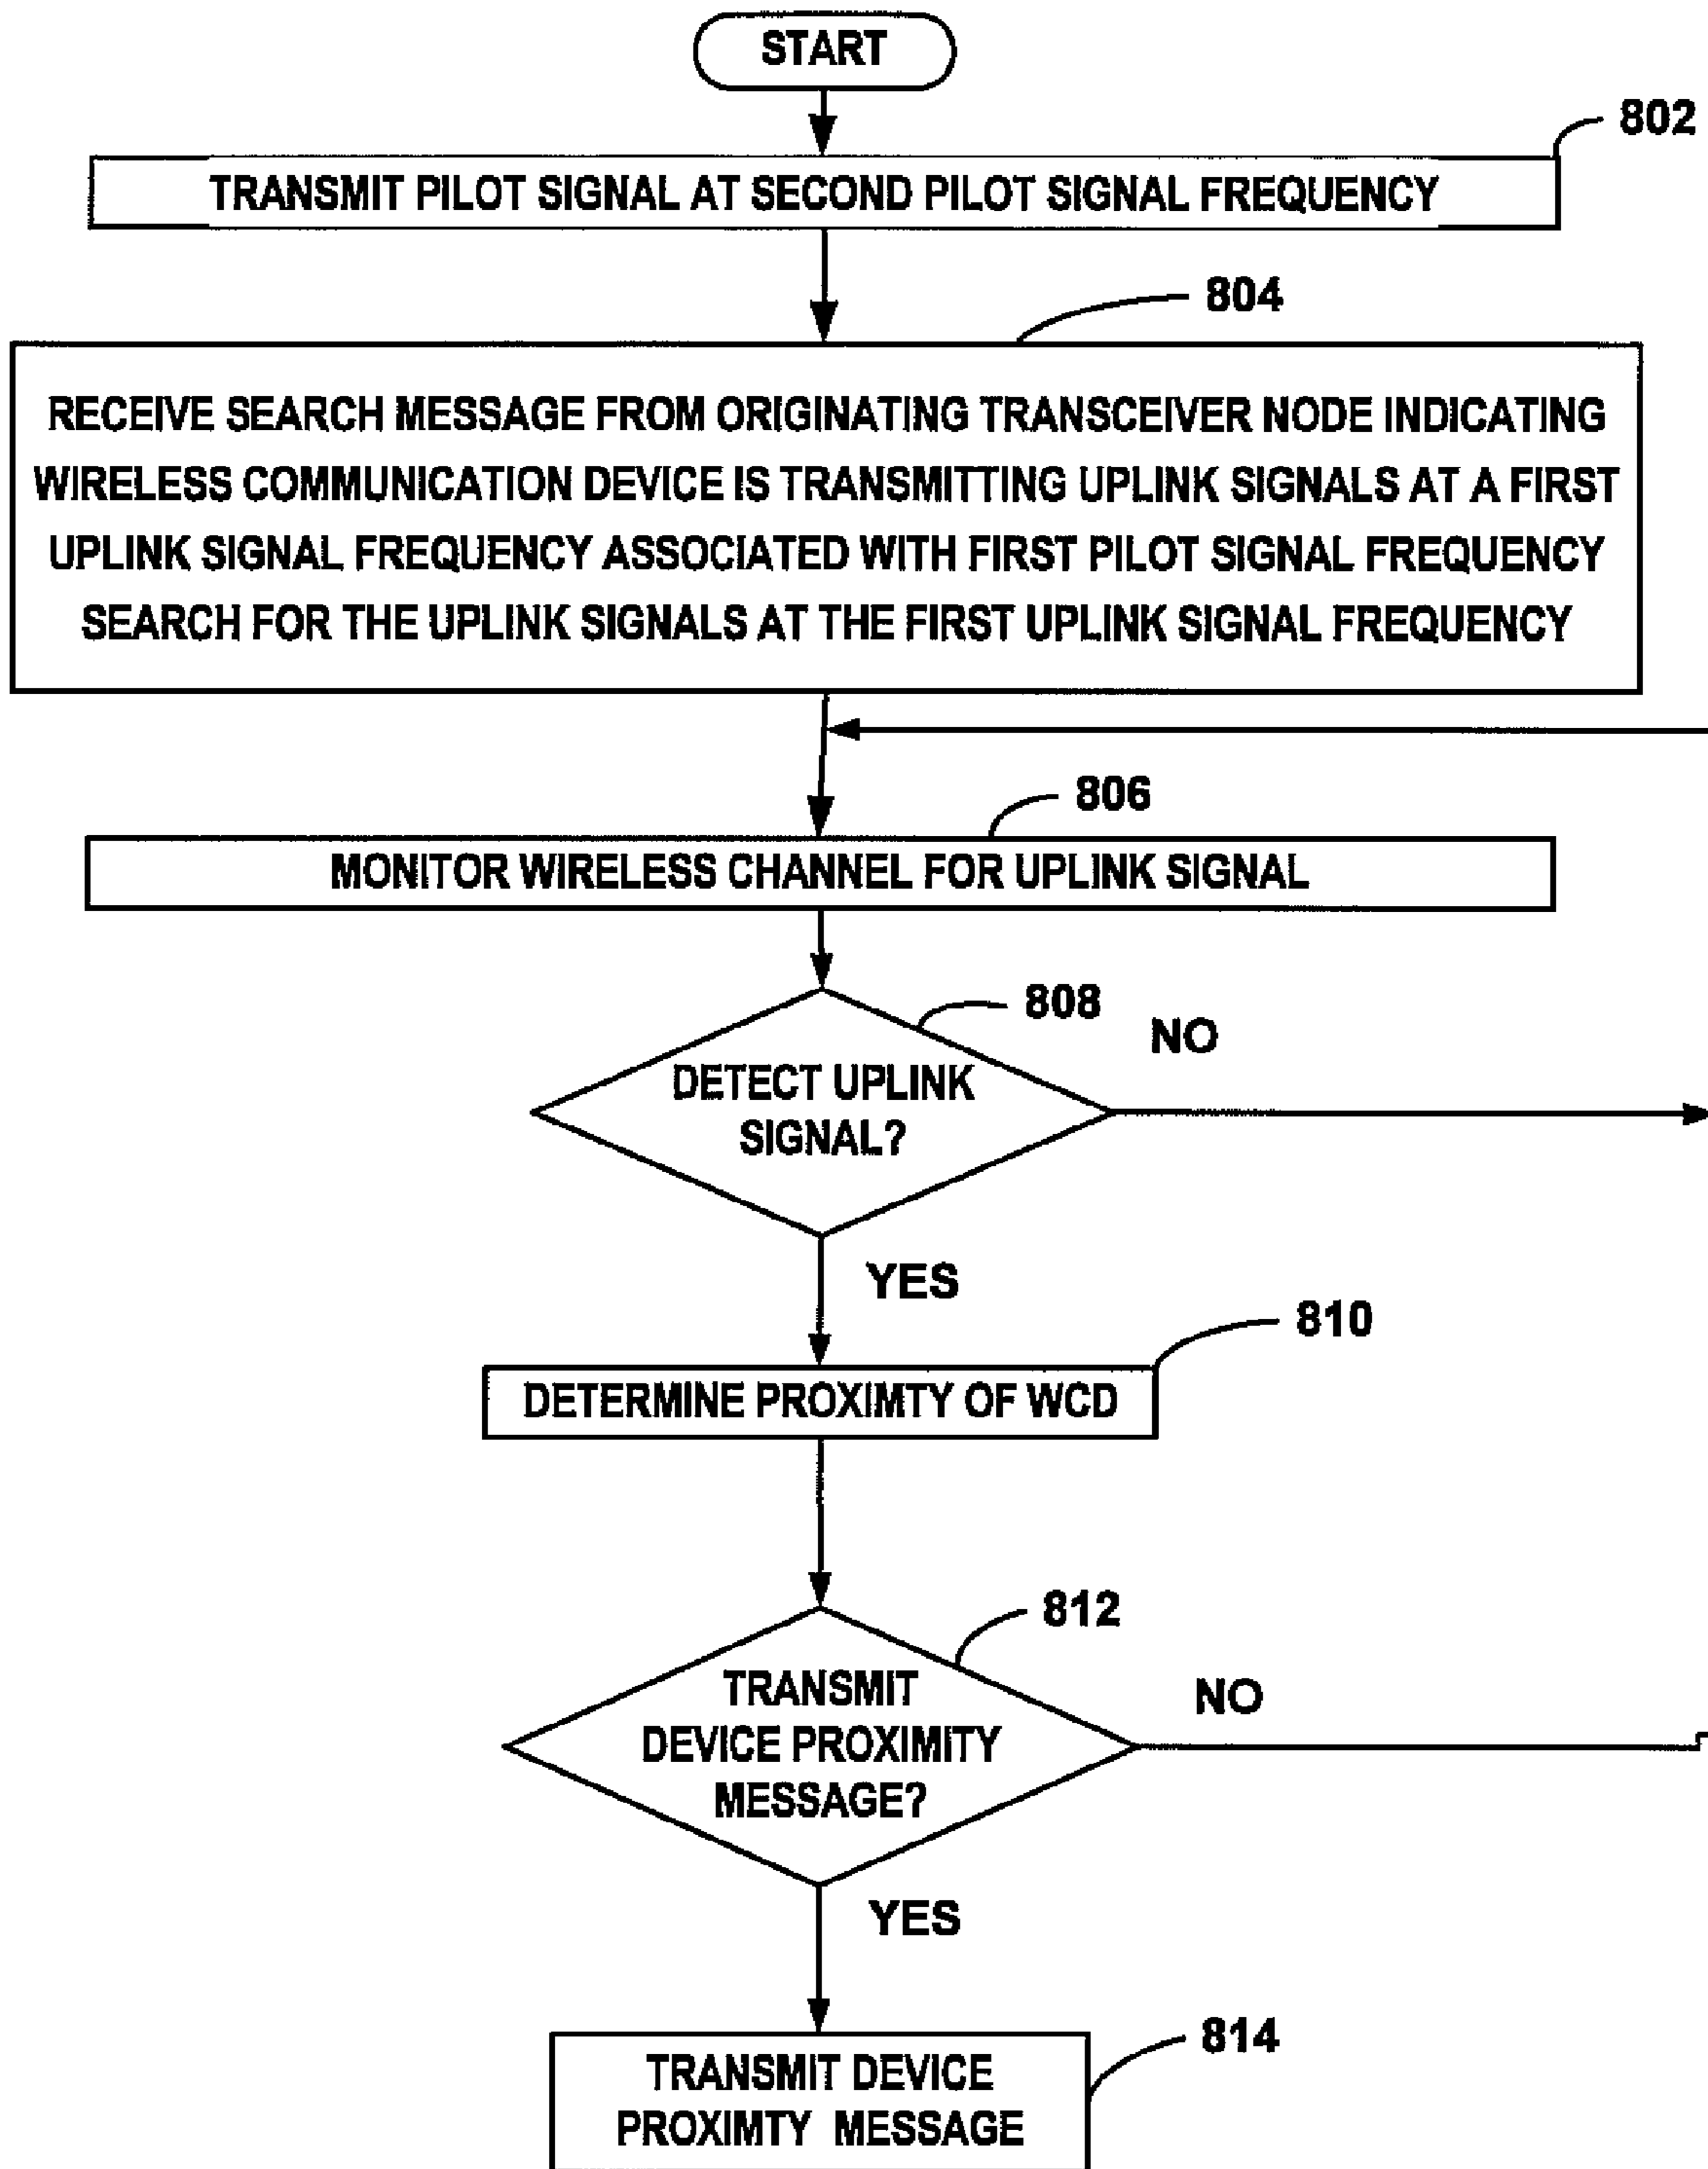 START
802
TRANSMIT PILOT SIGNAL AT SECOND PILOT SIGNAL FREQUENCY
804
RECEIVE SEARCH MESSAGE FROM ORIGINATING TRANSCEIVER NODE INDICATING
WIRELESS COMMUNICATION DEVICE IS TRANSMITTING UPLINK SIGNALS AT A FIRST
UPLINK SIGNAL FREQUENCY ASSOCIATED WITH FIRST PILOT SIGNAL FREQUENCY
SEARCH FOR THE UPLINK SIGNALS AT THE FIRST UPLINK SIGNAL FREQUENCY
806
MONITOR WIRELESS CHANNEL FOR UPLINK SIGNAL
808
NO
DETECT UPLINK
SIGNAL?
YES
810
DETERMINE PROXIMTY OF WCD
812
NO
TRANSMIT
DEVICE PROXIMITY
MESSAGE?
YES
814
TRANSMIT DEVICE
PROXIMTY MESSAGE